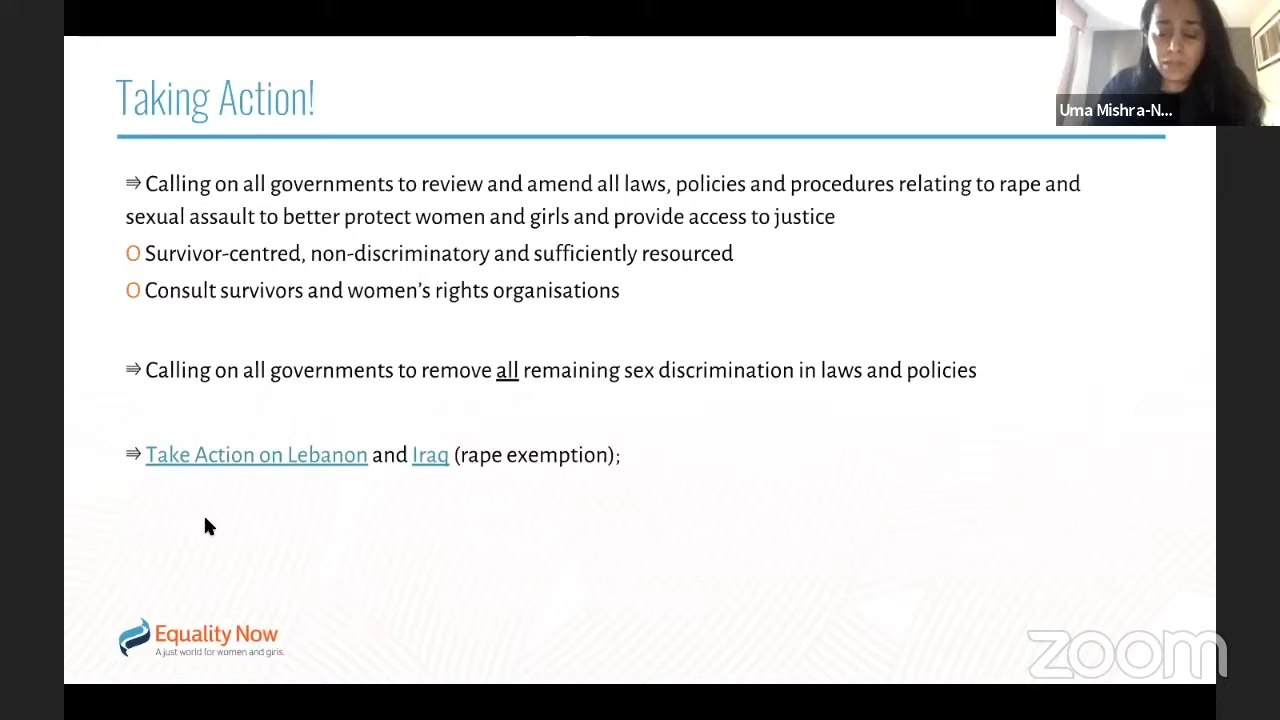 Taking Action!
Uma Mishra-N...
⇛ Calling on all governments to review and amend all laws, policies and procedures relating to rape and
sexual assault to better protect women and girls and provide access to justice
O Survivor-centred, non-discriminatory and sufficiently resourced
O Consult survivors and women’s rights organisations
⇛ Calling on all governments to remove all remaining sex discrimination in laws and policies
⇛ Take Action on Lebanon and Iraq (rape exemption);
Equality Now
A just world for women and girls.
zoom